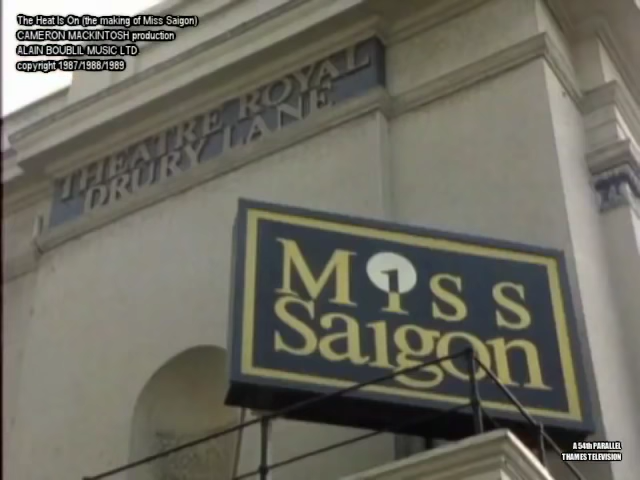 The Heat Is On (the making of Miss Saigon)
CAMERON MACKINTOSH production
ALAIN BOUBLIL MUSIC LTD
copyright 1987/1988/1989
THEATRE ROYAL
DRURY LANE
MISS
Saigon
A 54th PARALLEL
THAMES TELEVISION